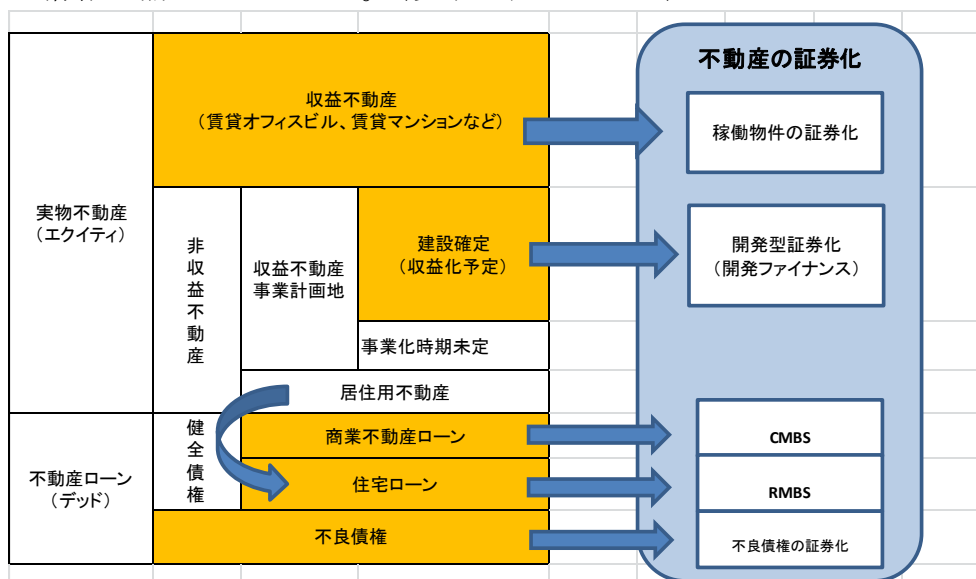 不動産の証券化
収益不動産
(賃貸オフィスビル、賃貸マンションなど)
稼働物件の証券化
実物不動産
(エクイティ)
非収益不動産
収益不動産
事業計画地
建設確定
(収益化予定)
開発型証券化
(開発ファイナンス)
事業化時期未定
居住用不動産
不動産ローン
(デッド)
健全債権
商業不動産ローン
CMBS
住宅ローン
RMBS
不良債権
不良債権の証券化